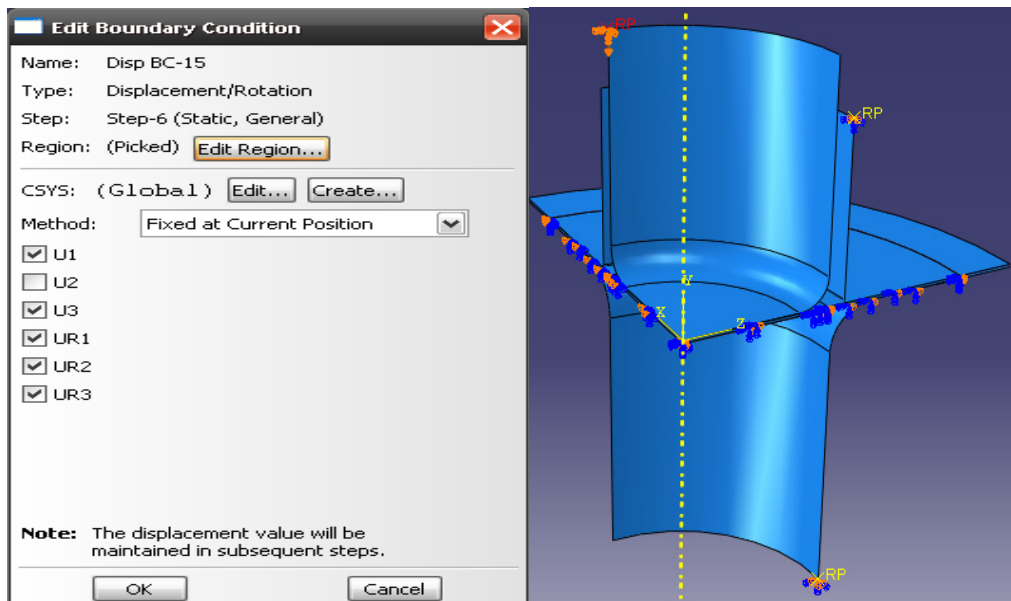 Edit Boundary Condition
Name: Disp BC-15
Type: Displacement/Rotation
Step: Step-6 (Static, General)
Region: (Picked) Edit Region...
CSYS: (Global) Edit... Create...
Method: Fixed at Current Position
U1
U2
U3
UR1
UR2
UR3
Note: The displacement value will be
maintained in subsequent steps.
OK Cancel
RP
RP
Y
X
Z
RP